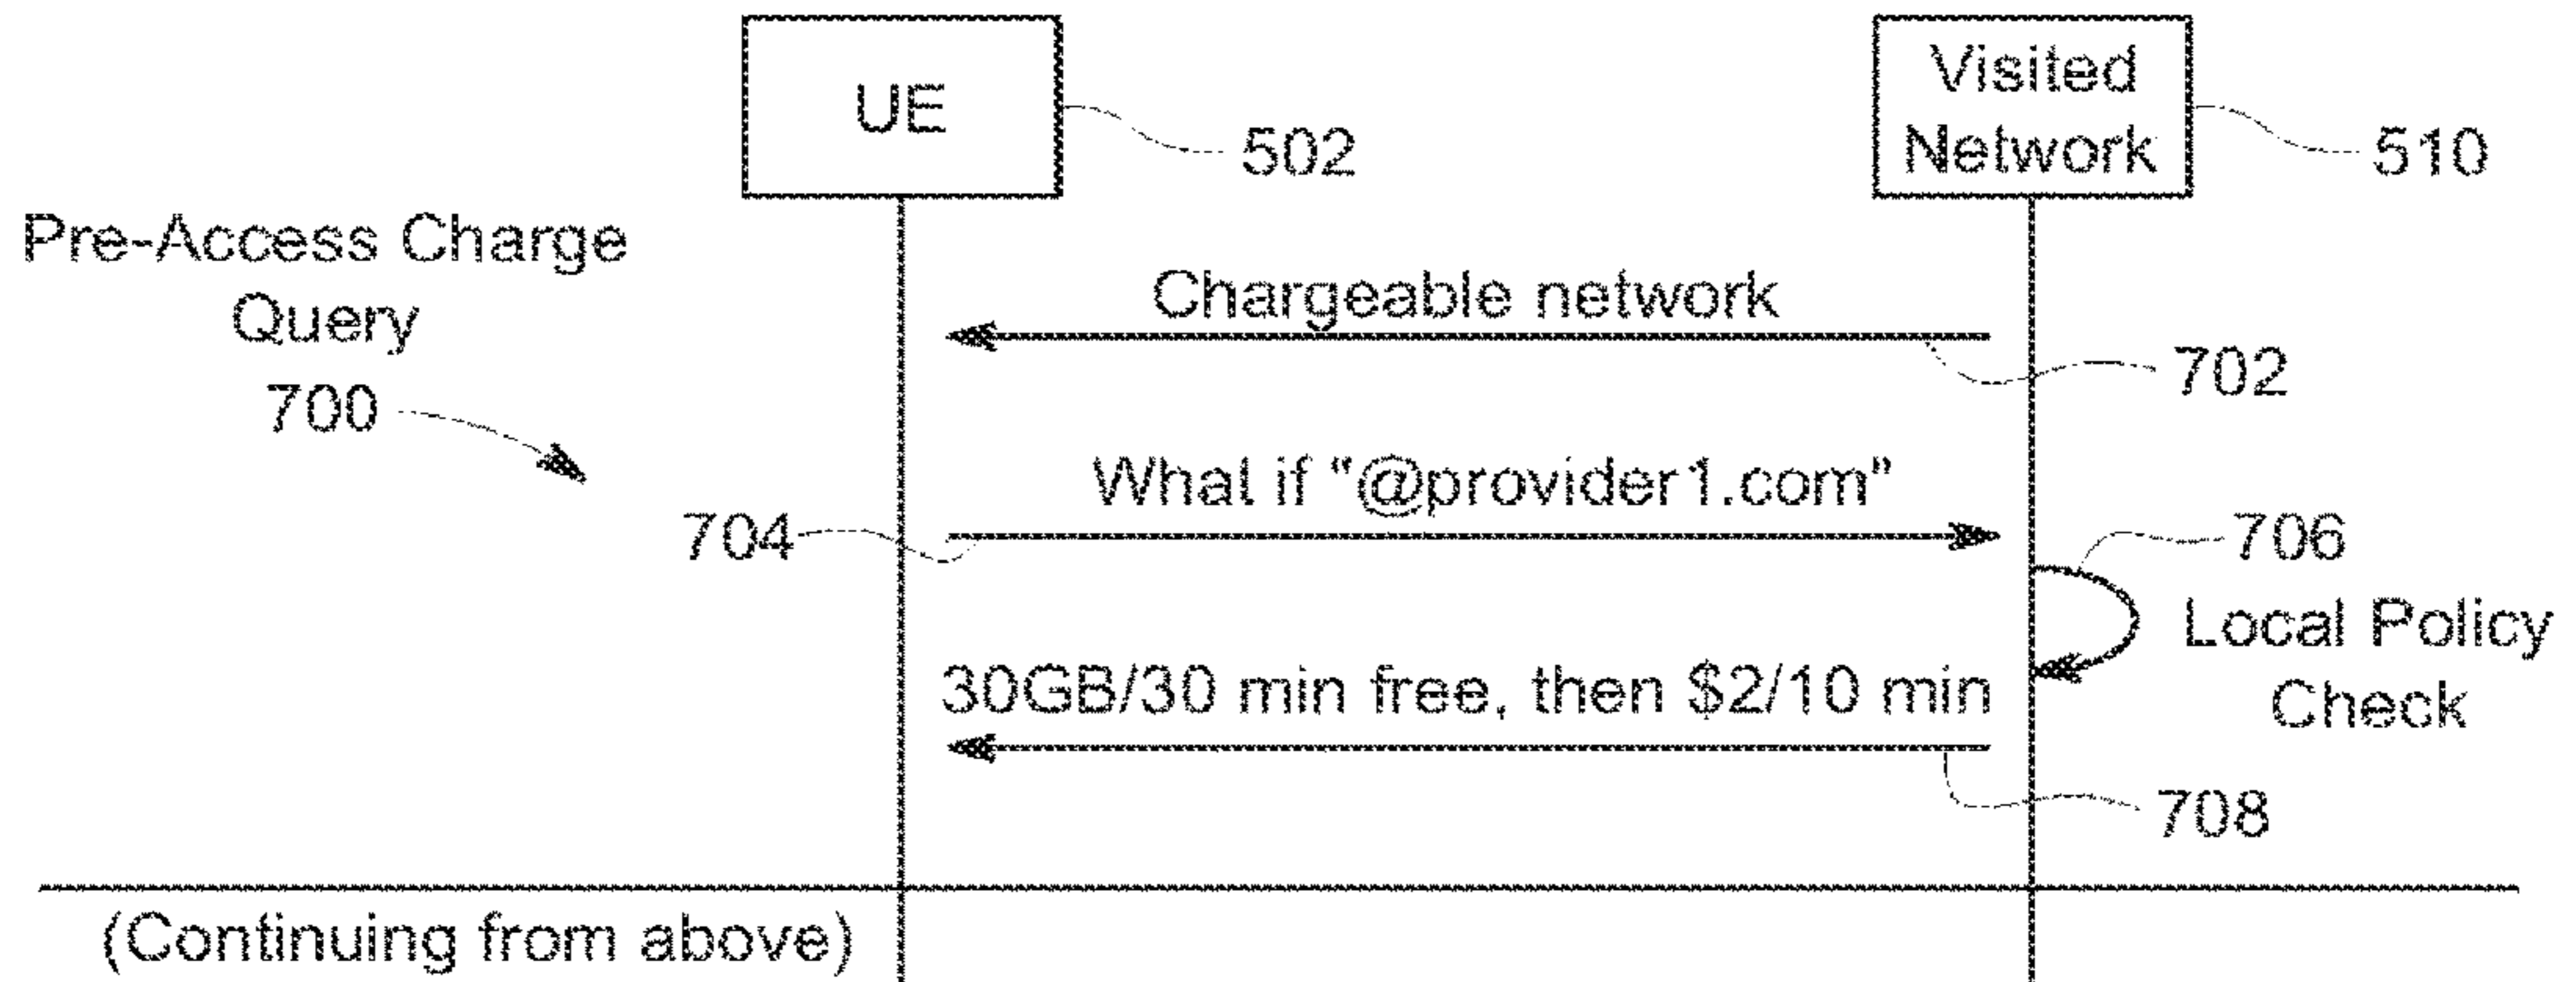 UE
502
Visited
Network
510
Pre-Access Charge
Query
700
Chargeable network
702
What if "@provider1.com"
704
706
Local Policy
Check
30GB/30 min free, then $2/10 min
708
(Continuing from above)